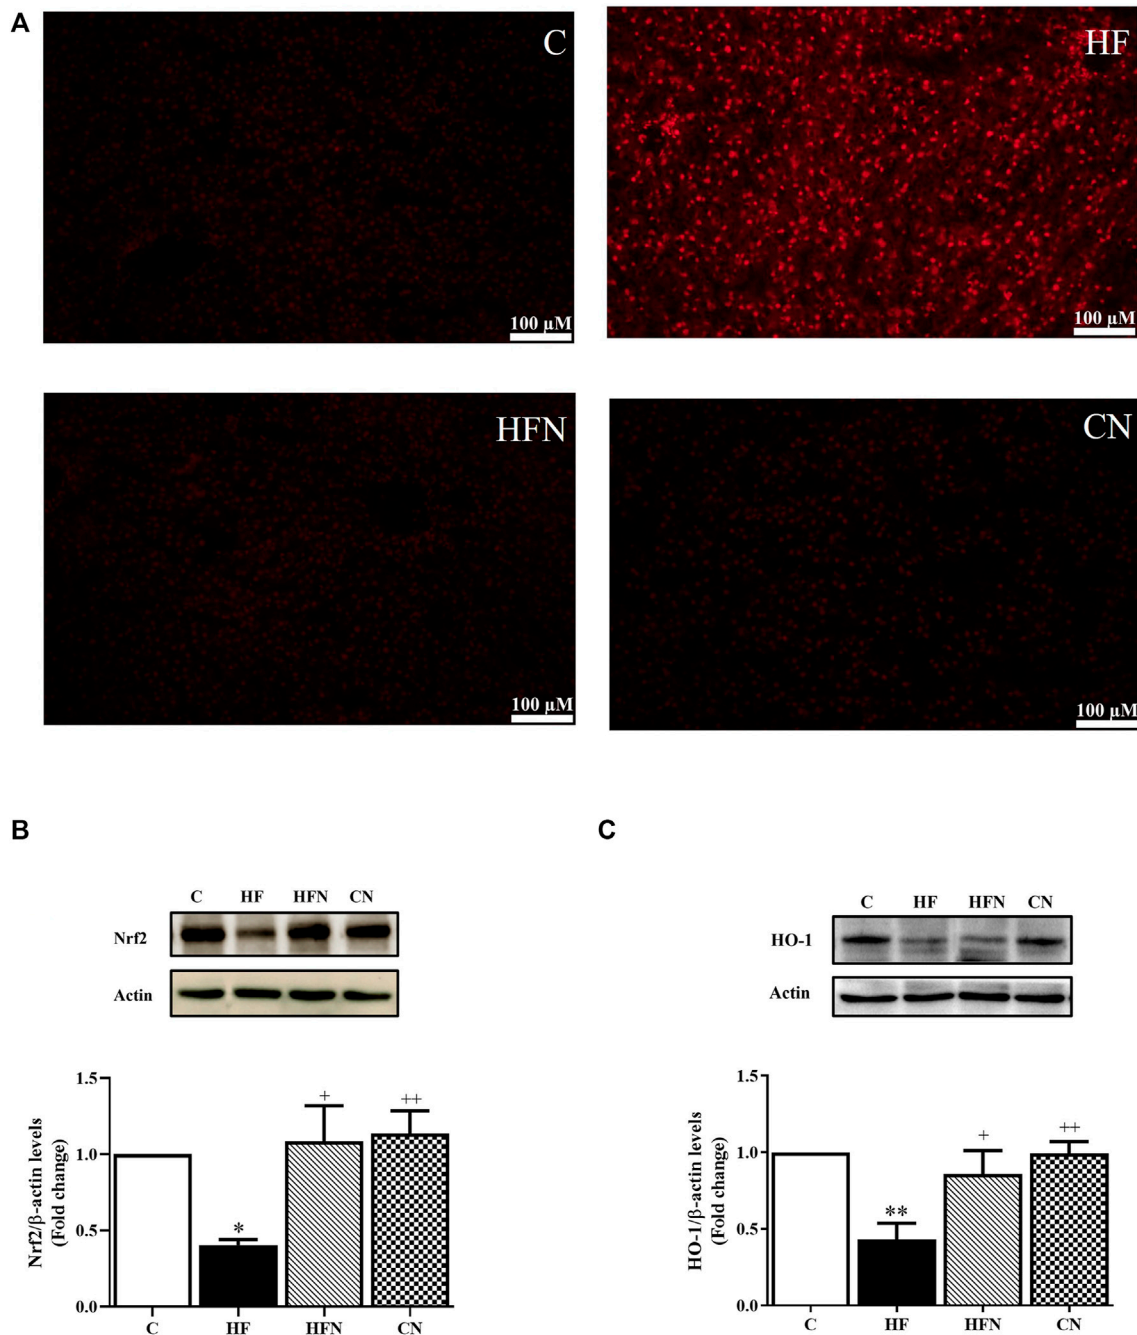 A
C
HF
100 µM
100 µM
HFN
CN
100 µM
100 µM
B
C HF HFN CN
Nrf2
Actin
Nrf2/β-actin levels
(Fold change)
1.5
1.0
0.5
0.0
*
+
++
C HF HFN CN
C
C HF HFN CN
HO-1
Actin
HO-1/β-actin levels
(Fold change)
1.5
1.0
0.5
0.0
**
+
++
C HF HFN CN